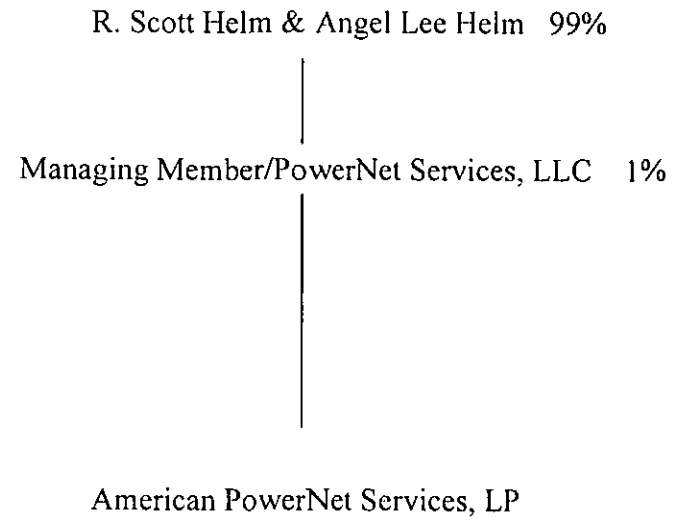 R. Scott Helm & Angel Lee Helm 99%
Managing Member/PowerNet Services, LLC 1%
American PowerNet Services, LP